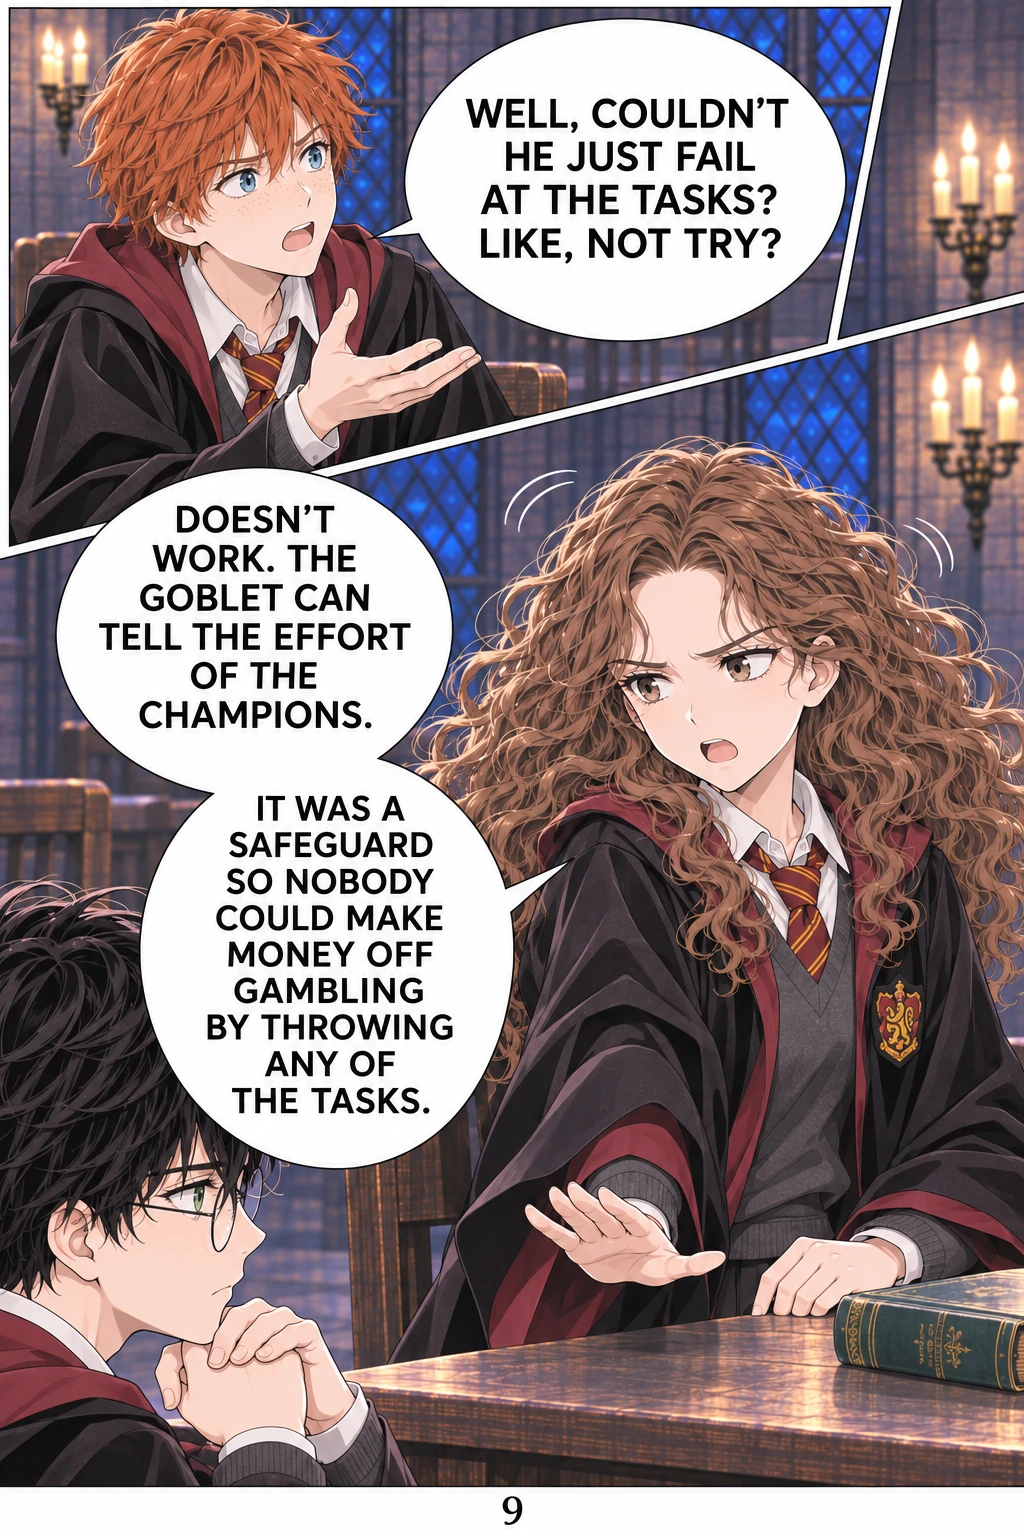 WELL, COULDN'T
HE JUST FAIL
AT THE TASKS?
LIKE, NOT TRY?
DOESN'T
WORK. THE
GOBLET CAN
TELL THE EFFORT
OF THE
CHAMPIONS.
IT WAS A
SAFEGUARD
SO NOBODY
COULD MAKE
MONEY OFF
GAMBLING
BY THROWING
ANY OF
THE TASKS.
9